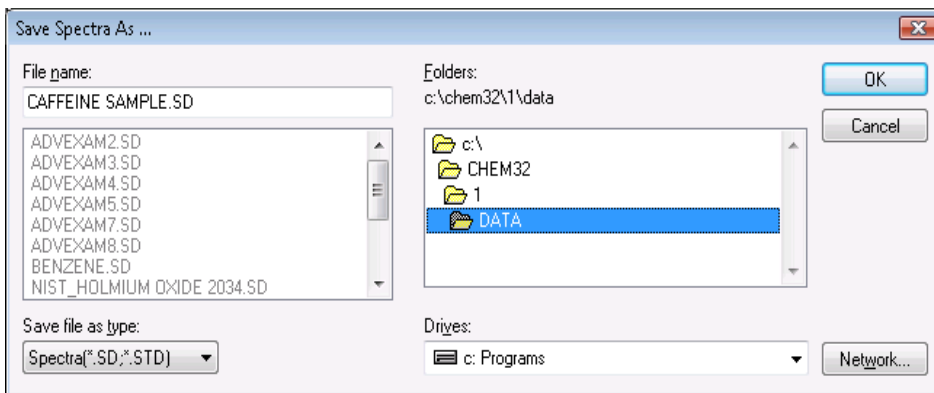 Save Spectra As ...
File name:
CAFFEINE SAMPLE.SD
ADVEXAM2.SD
ADVEXAM3.SD
ADVEXAM4.SD
ADVEXAM5.SD
ADVEXAM7.SD
ADVEXAM8.SD
BENZENE.SD
NIST_HOLMIUM OXIDE 2034.SD
Save file as type:
Spectra(*.SD;*.STD)
Folders:
c:\chem32\1\data
c:\
CHEM32
1
DATA
Drives:
c: Programs
OK
Cancel
Network...